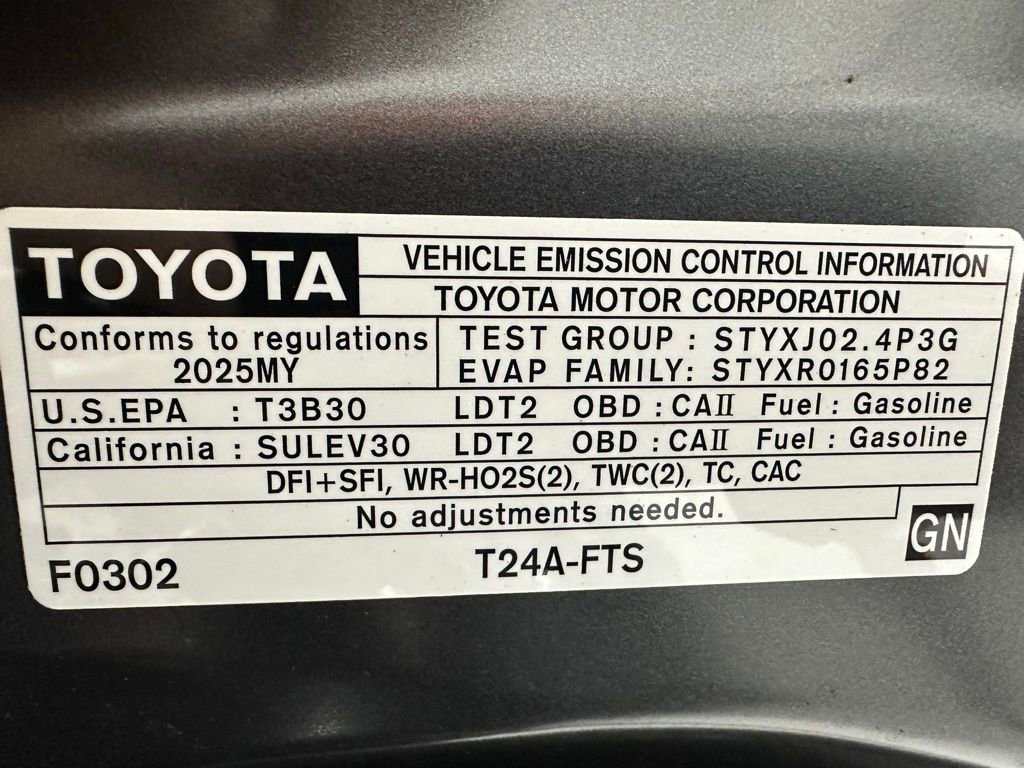 TOYOTA
VEHICLE EMISSION CONTROL INFORMATION
TOYOTA MOTOR CORPORATION
Conforms to regulations
2025MY
TEST GROUP : STYXJ02.4P3G
EVAP FAMILY: STYXR0165P82
U.S.EPA : T3B30 LDT2 OBD : CAⅡ Fuel : Gasoline
California : SULEV30 LDT2 OBD : CAⅡ Fuel : Gasoline
DFI+SFI, WR-HO2S(2), TWC(2), TC, CAC
No adjustments needed.
GN
F0302
T24A-FTS